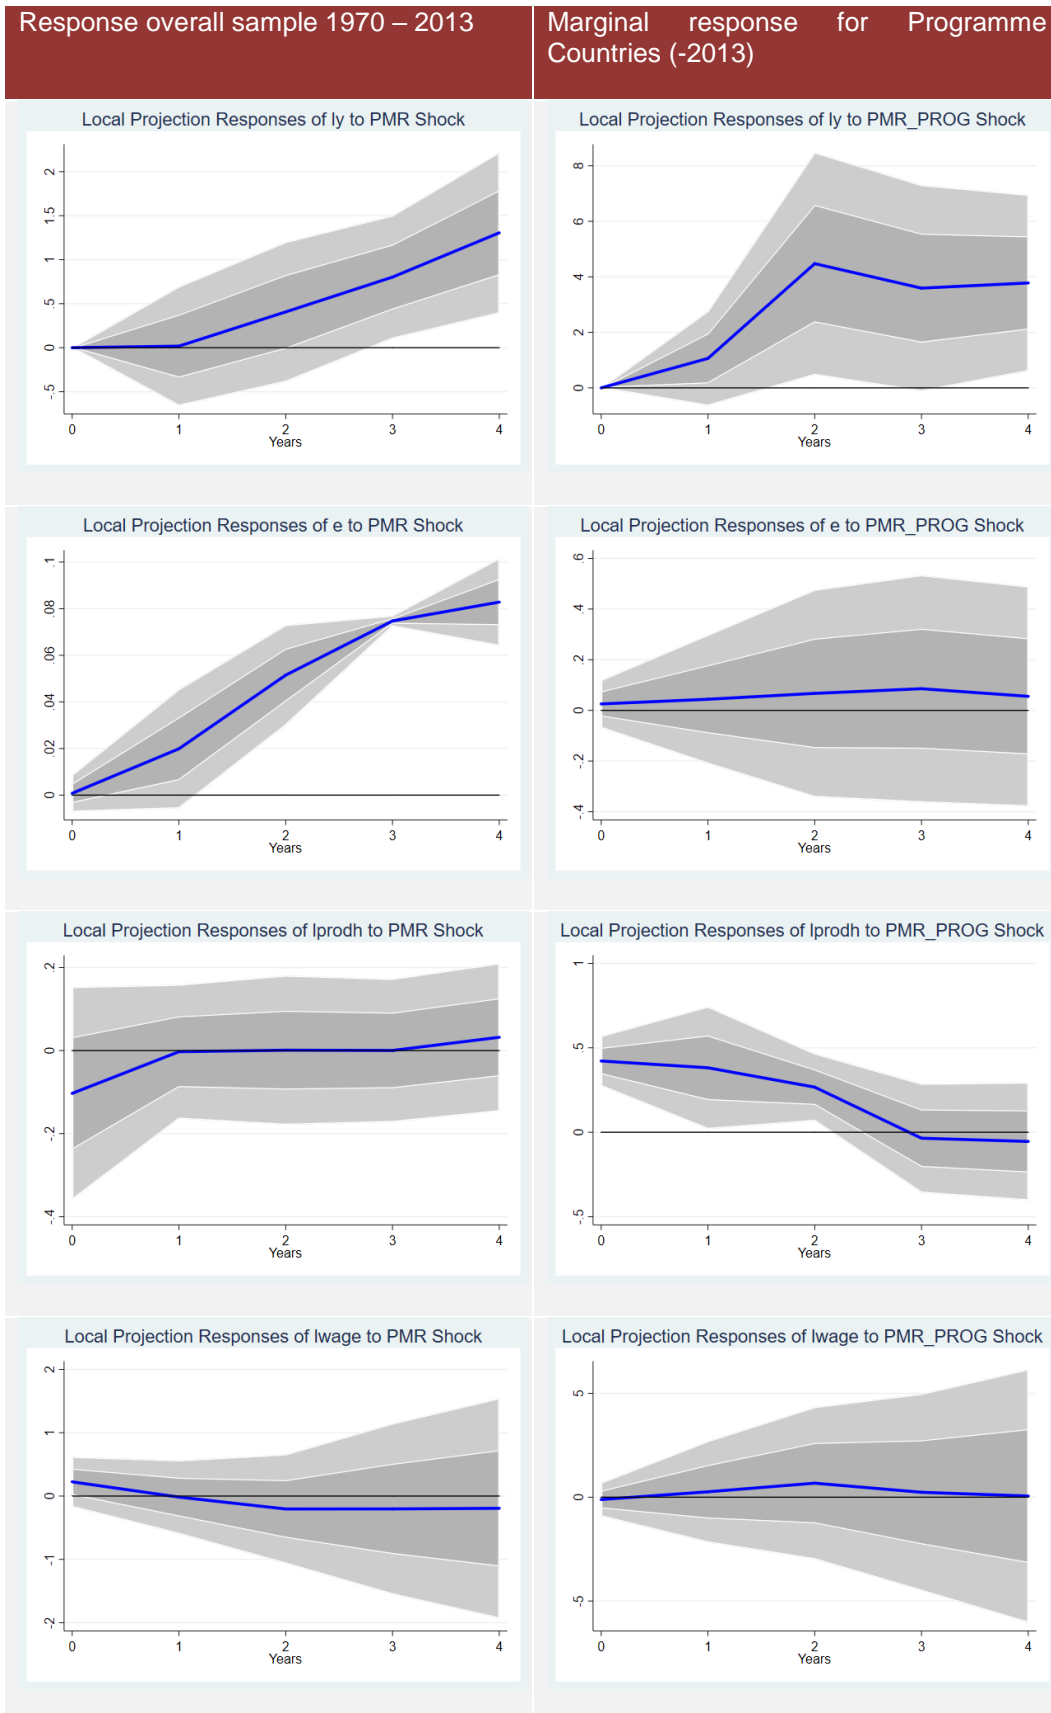 Response overall sample 1970 – 2013
Marginal response for Programme
Countries (-2013)
Local Projection Responses of ly to PMR Shock
2
1.5
1
.5
0
-.5
0 1 2 3 4
Years
Local Projection Responses of ly to PMR_PROG Shock
8
6
4
2
0
0 1 2 3 4
Years
Local Projection Responses of e to PMR Shock
.1
.08
.06
.04
.02
0
0 1 2 3 4
Years
Local Projection Responses of e to PMR_PROG Shock
.6
.4
.2
0
-.2
-.4
0 1 2 3 4
Years
Local Projection Responses of lprodh to PMR Shock
.2
0
-.2
-.4
0 1 2 3 4
Years
Local Projection Responses of lprodh to PMR_PROG Shock
1
.5
0
-.5
0 1 2 3 4
Years
Local Projection Responses of lwage to PMR Shock
2
1
0
-1
-2
0 1 2 3 4
Years
Local Projection Responses of lwage to PMR_PROG Shock
5
0
-5
0 1 2 3 4
Years